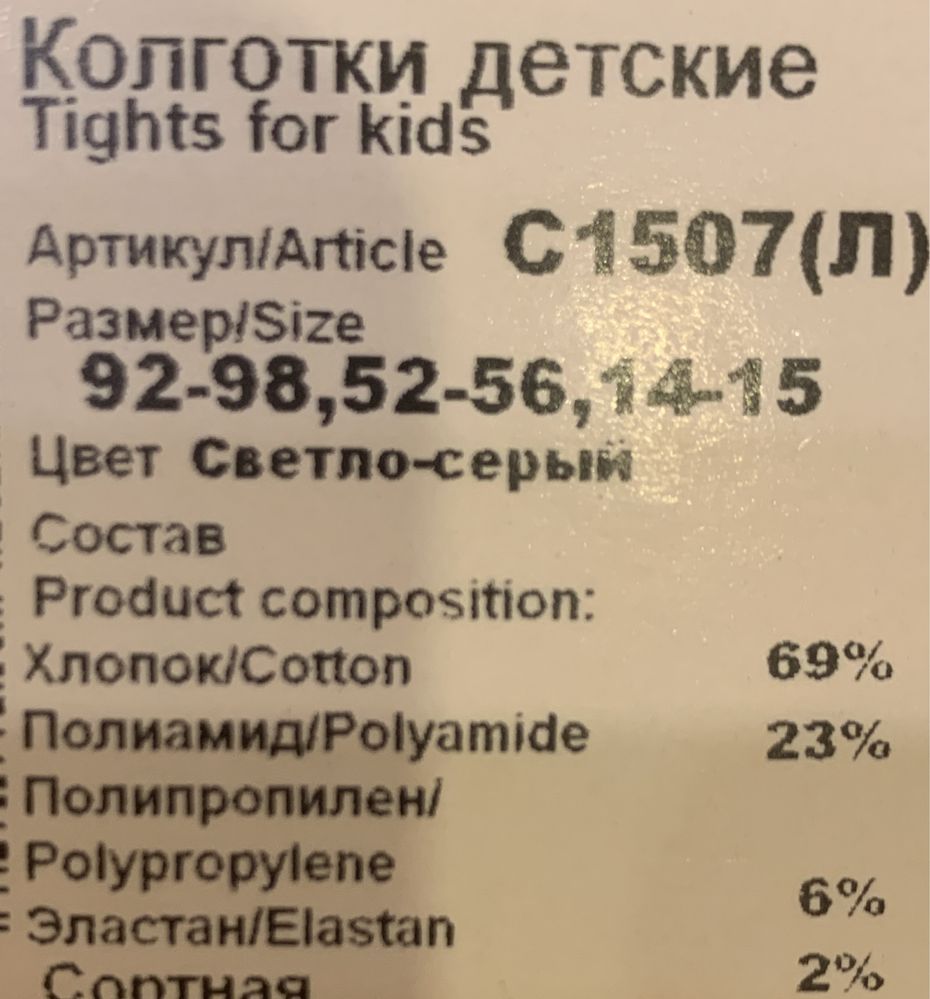 Колготки детские
Tights for kids
Артикул/Article С1507(Л)
Размер/Size
92-98,52-56,14-15
Цвет Светло-серый
Состав
Product composition:
Хлопок/Cotton 69%
Полиамид/Polyamide 23%
Полипропилен/
Polypropylene 6%
Эластан/Elastan 2%
Сортная